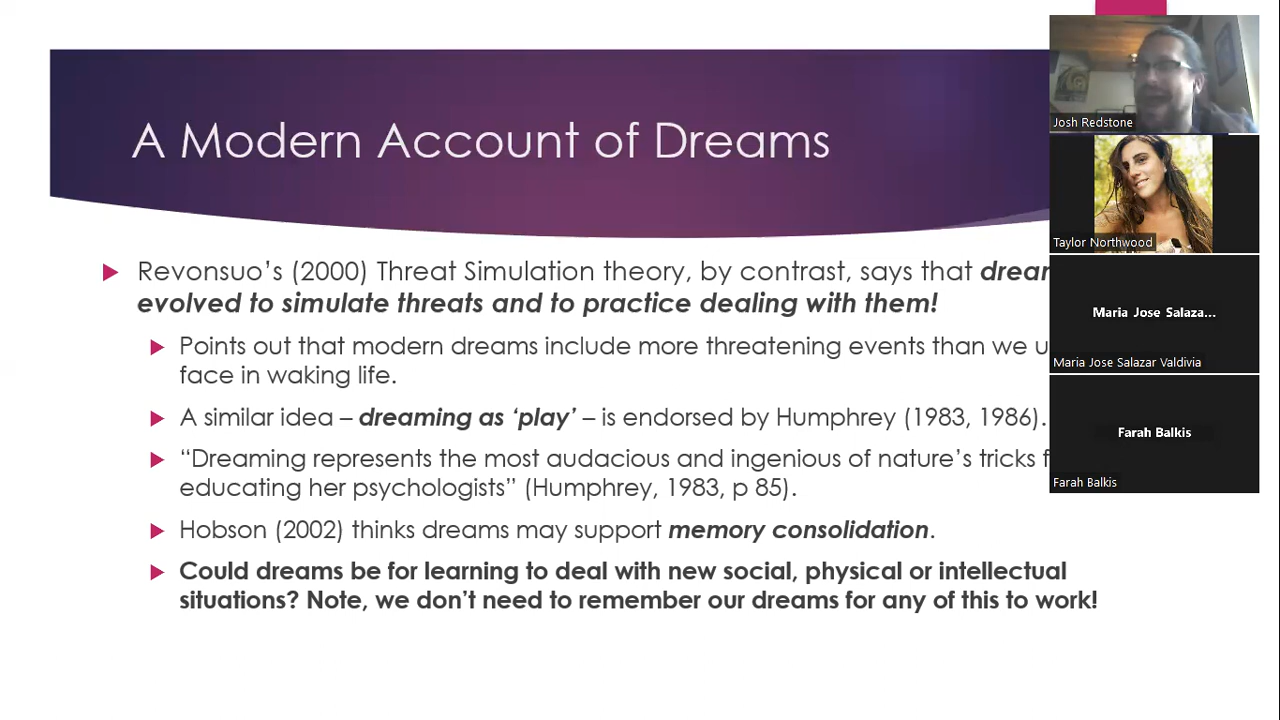 A Modern Account of Dreams
Revonsuo’s (2000) Threat Simulation theory, by contrast, says that
evolved to simulate threats and to practice dealing with them!
Points out that modern dreams include more threatening events than we
face in waking life.
A similar idea – dreaming as ‘play’ – is endorsed by Humphrey (1983, 1986).
“Dreaming represents the most audacious and ingenious of nature’s tricks
educating her psychologists” (Humphrey, 1983, p 85).
Hobson (2002) thinks dreams may support memory consolidation.
Could dreams be for learning to deal with new social, physical or intellectual
situations? Note, we don’t need to remember our dreams for any of this to work!
Josh Redstone
Taylor Northwood
Maria Jose Salaza...
Maria Jose Salazar Valdivia
Farah Balkis
Farah Balkis